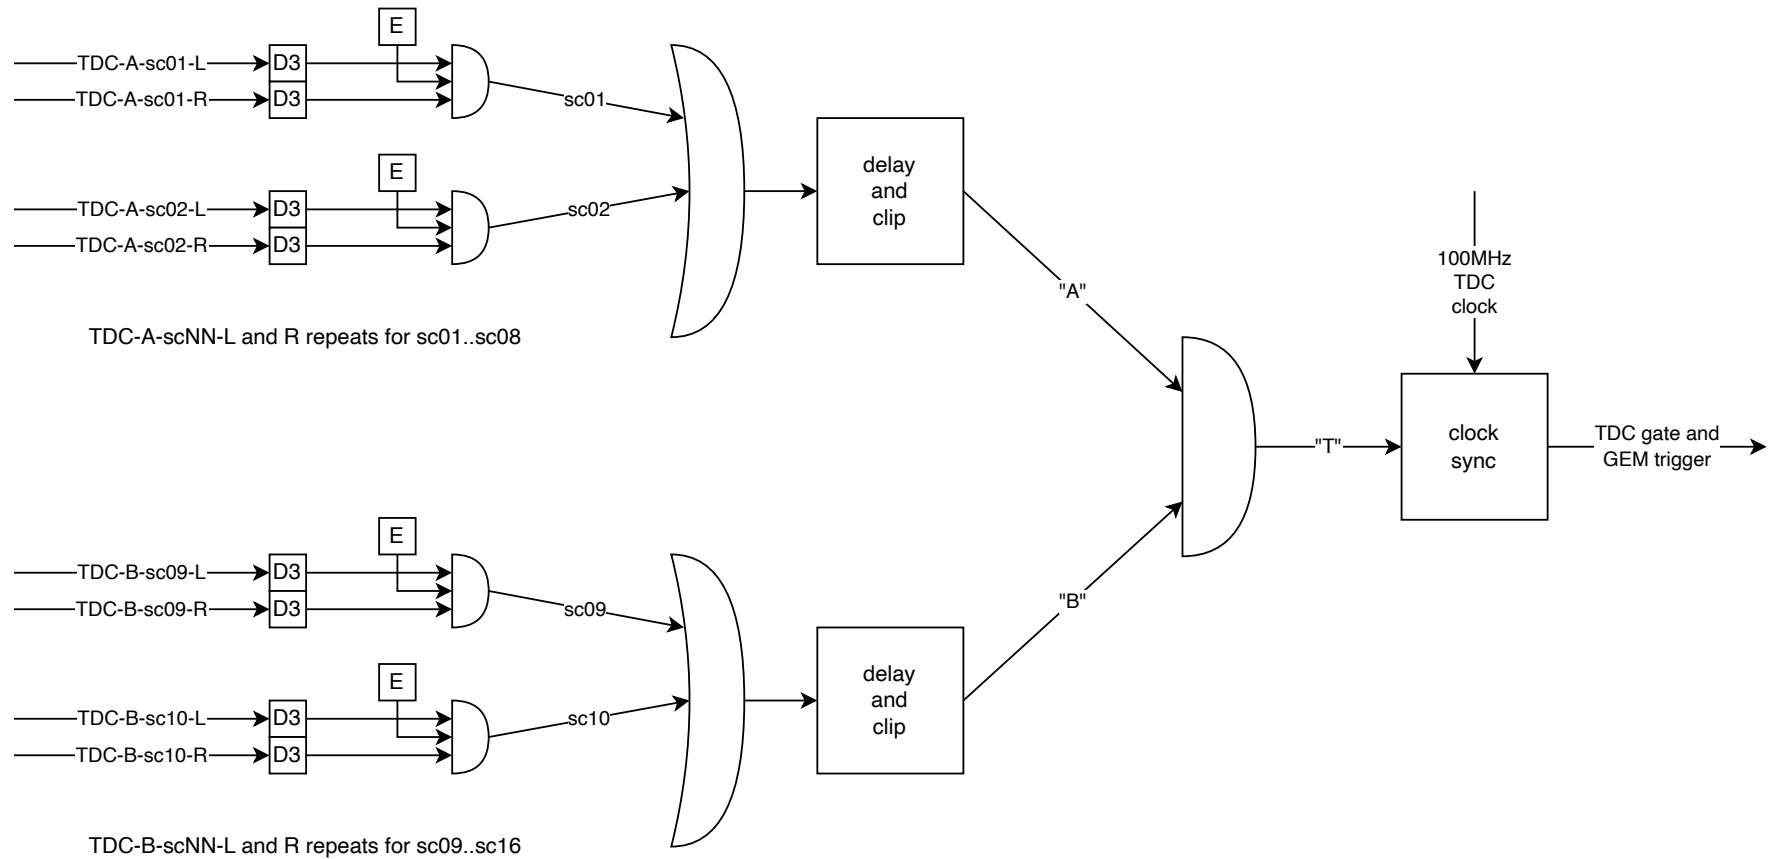 E
TDC-A-sc01-L
D3
TDC-A-sc01-R
D3
sc01
E
TDC-A-sc02-L
D3
TDC-A-sc02-R
D3
sc02
TDC-A-scNN-L and R repeats for sc01..sc08
delay
and
clip
"A"
100MHz
TDC
clock
"T"
clock
sync
TDC gate and
GEM trigger
E
TDC-B-sc09-L
D3
TDC-B-sc09-R
D3
sc09
E
TDC-B-sc10-L
D3
TDC-B-sc10-R
D3
sc10
TDC-B-scNN-L and R repeats for sc09..sc16
delay
and
clip
"B"